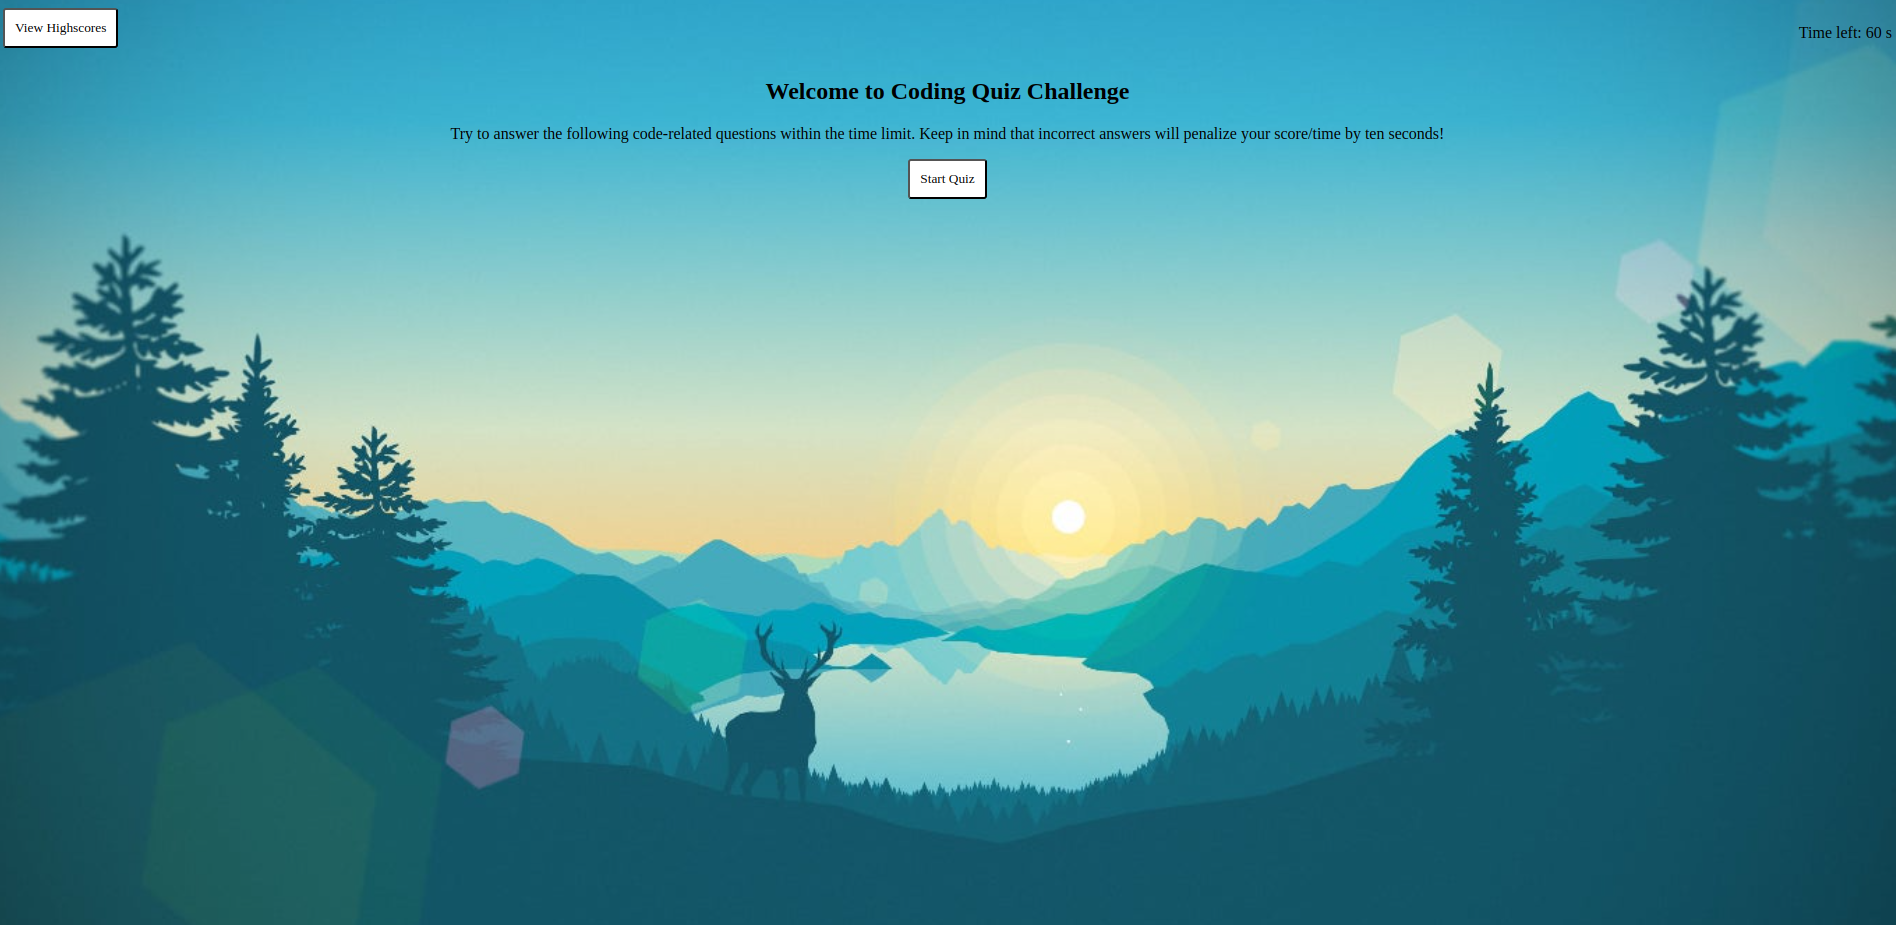 View Highscores
Time left: 60 s
Welcome to Coding Quiz Challenge
Try to answer the following code-related questions within the time limit. Keep in mind that incorrect answers will penalize your score/time by ten seconds!
Start Quiz